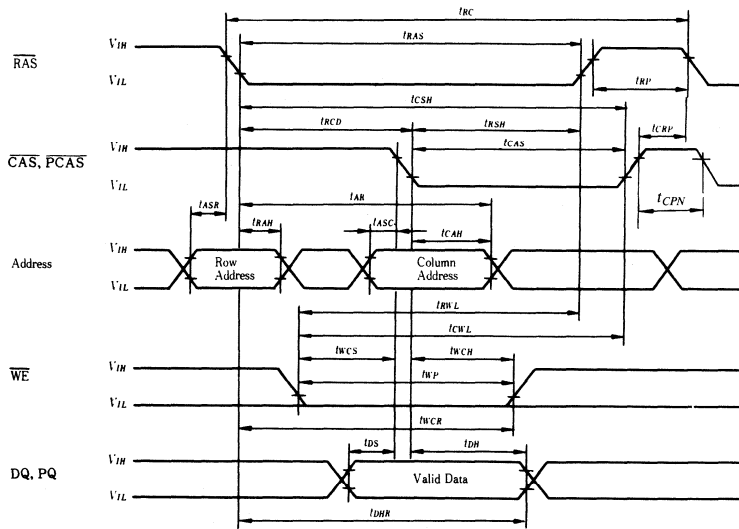 tRC
tRAS
RAS
VIH
VIL
tRP
tCSH
tRCD
tRSH
tCRP
CAS, PCAS
VIH
VIL
tCAS
tCPN
tAR
tASR
tRAH
tASC
tCAH
Address
VIH
VIL
Row
Address
Column
Address
tRWL
tCWL
tWCS
tWCH
WE
VIH
VIL
tWP
tWCR
tDS
tDH
DQ, PQ
VIH
VIL
Valid Data
tDHR